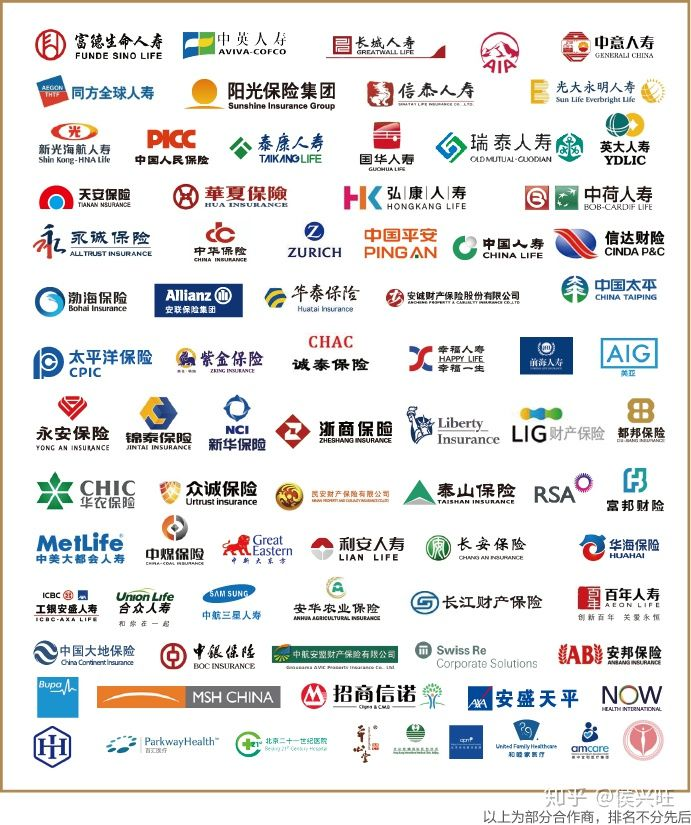 富德生命人寿
FUNDE SINO LIFE
中英人寿
AVIVA-COFCO
长城人寿
GREATWALL LIFE
AIA
中意人寿
GENERALI CHINA
AEGON
THTF
同方全球人寿
阳光保险集团
Sunshine Insurance Group
信泰人寿
SINATAY LIFE INSURANCE CO., LTD.
光大永明人寿
Sun Life Everbright Life
新光海航人寿
Shin Kong-HNA Life
PICC
中国人民保险
泰康人寿
TAIKANG LIFE
国华人寿
GUOHUA LIFE
瑞泰人寿
OLD MUTUAL-GUODIAN
英大人寿
YDLIC
天安保险
TIANAN INSURANCE
華夏保險
HUA INSURANCE
HK
弘康人寿
HONGKANG LIFE
中荷人寿
BOB-CARDIF LIFE
永诚保险
ALLTRUST INSURANCE
中华保险
CHINA INSURANCE
Z
ZURICH
中国平安
PING AN
中国人寿
CHINA LIFE
信达财险
CINDA P&C
渤海保险
Bohai Insurance
Allianz
安联保险集团
华泰保险
Huatai Insurance
安诚财产保险股份有限公司
ANCHENG PROPERTY & CASUALTY INSURANCE CO.,LTD
中国太平
CHINA TAIPING
太平洋保险
CPIC
紫金保险
ZKING INSURANCE
CHAC
诚泰保险
幸福人寿
HAPPY LIFE
幸福一生
前海人寿
AIG
美亚
永安保险
YONG AN INSURANCE
锦泰保险
JINTAI INSURANCE
NCI
新华保险
浙商保险
ZHESHANG INSURANCE
Liberty
Insurance
LIG财产保险
都邦保险
DU-BANG INSURANCE
CHIC
华农保险
众诚保险
Urtrust insurance
民安财产保险有限公司
泰山保险
TAISHAN INSURANCE
RSA
富邦财险
MetLife
中美大都会人寿
中煤保险
CHINA-COAL INSURANCE
Great
Eastern
中新大东方
利安人寿
LIAN LIFE
长安保险
CHANG AN INSURANCE
华海保险
HUAHAI
ICBC AXA
工银安盛人寿
ICBC-AXA LIFE
Union Life
合众人寿
和你在一起
SAMSUNG
中航三星人寿
安华农业保险
ANHUA AGRICULTURAL INSURANCE
长江财产保险
百年人寿
AEON LIFE
创新百年 关爱永恒
中国大地保险
China Continent Insurance
中银保险
BOC INSURANCE
中航安盟财产保险有限公司
Groupama AVIC Property Insurance Co., Ltd.
Swiss Re
Corporate Solutions
AB
安邦保险
ANBANG INSURANCE
Bupa
MSH CHINA
招商信诺
Cigna & CMB
AXA
安盛天平
NOW
HEALTH INTERNATIONAL
ParkwayHealth
百汇医疗
21st
北京二十一世纪医院
Beijing 21st Century Hospital
United Family Healthcare
和睦家医疗
amcare
知乎 @侯兴旺
以上为部分合作商，排名不分先后